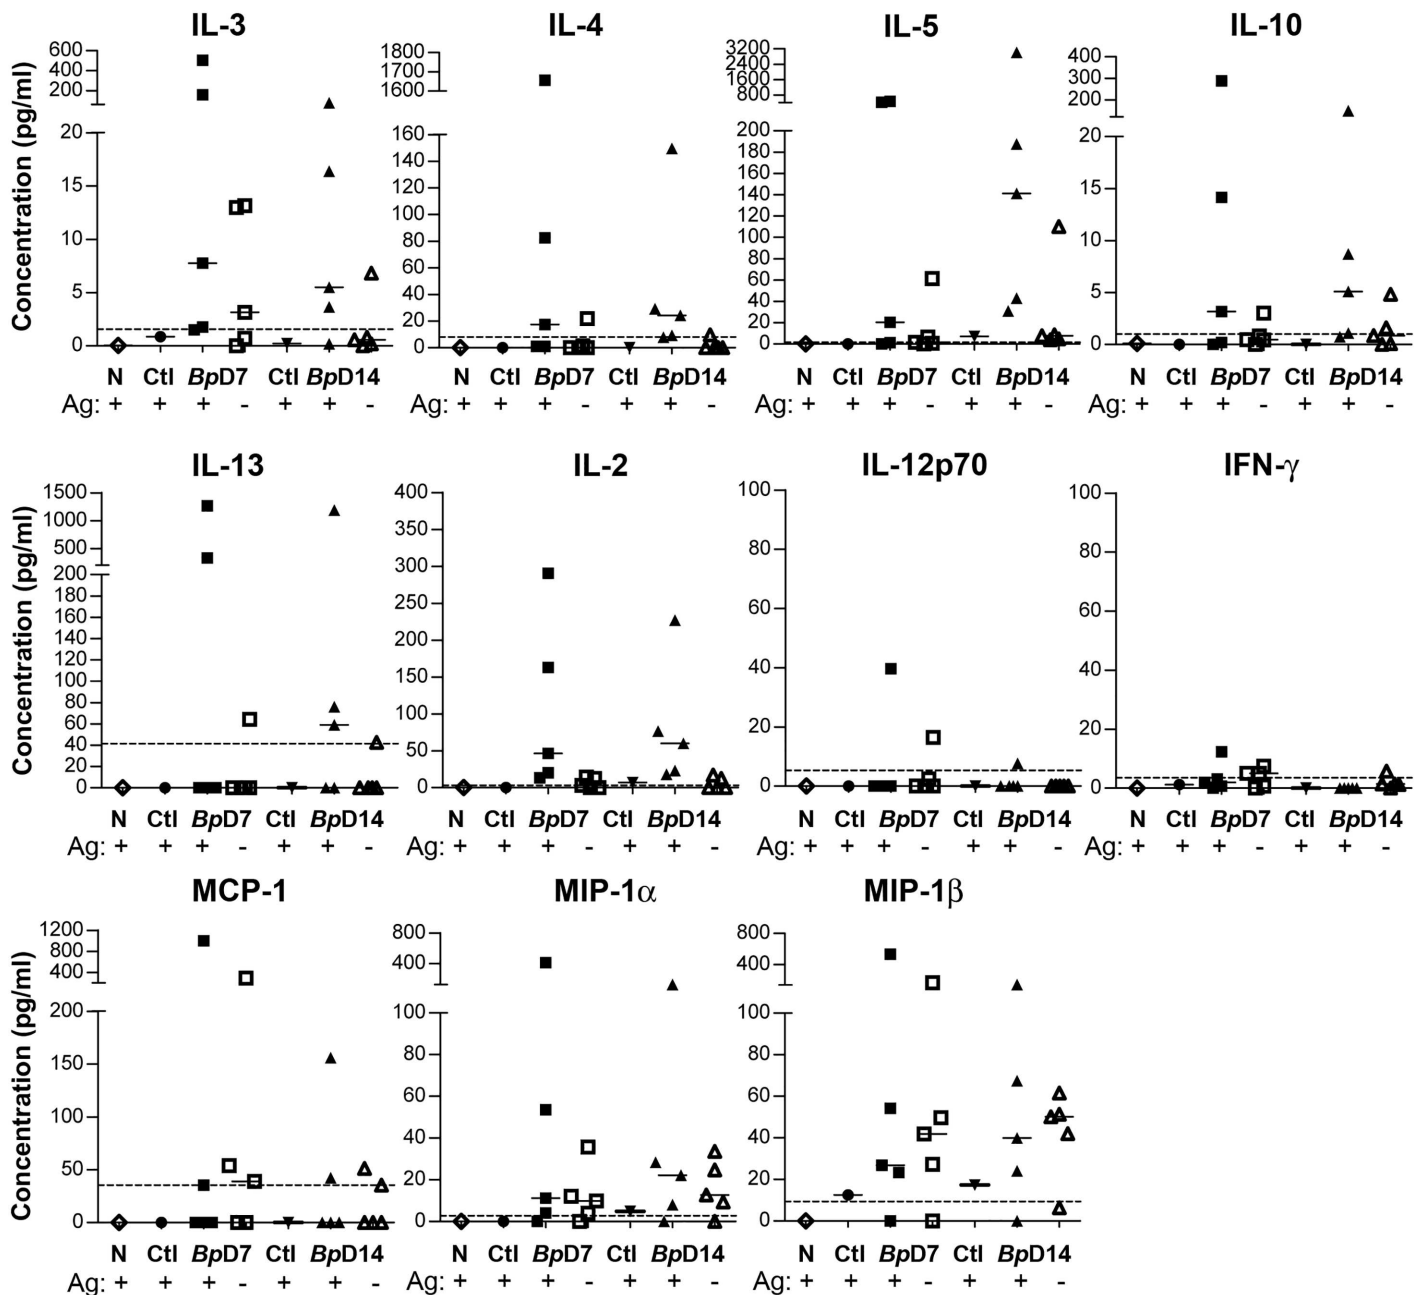 IL-3 IL-4 IL-5 IL-10
Concentration (pg/ml)
600 400 200 20 15 10 5 0
1800 1700 1600 160 140 120 100 80 60 40 20 0
3200 2400 1600 800 200 180 160 140 120 100 80 60 40 20 0
400 300 200 20 15 10 5 0
N Ctl BpD7 Ctl BpD14 N Ctl BpD7 Ctl BpD14 N Ctl BpD7 Ctl BpD14 N Ctl BpD7 Ctl BpD14
Ag: + + + - + + - Ag: + + + - + + - Ag: + + + - + + - Ag: + + + - + + -
IL-13 IL-2 IL-12p70 IFN-γ
Concentration (pg/ml)
1500 1000 500 200 180 160 140 120 100 80 60 40 20 0
400 350 300 250 200 150 100 50 0
100 80 60 40 20 0
100 80 60 40 20 0
N Ctl BpD7 Ctl BpD14 N Ctl BpD7 Ctl BpD14 N Ctl BpD7 Ctl BpD14 N Ctl BpD7 Ctl BpD14
Ag: + + + - + + - Ag: + + + - + + - Ag: + + + - + + - Ag: + + + - + + -
MCP-1 MIP-1α MIP-1β
Concentration (pg/ml)
1200 800 400 200 150 100 50 0
800 400 100 80 60 40 20 0
800 400 100 80 60 40 20 0
N Ctl BpD7 Ctl BpD14 N Ctl BpD7 Ctl BpD14 N Ctl BpD7 Ctl BpD14
Ag: + + + - + + - Ag: + + + - + + - Ag: + + + - + + -